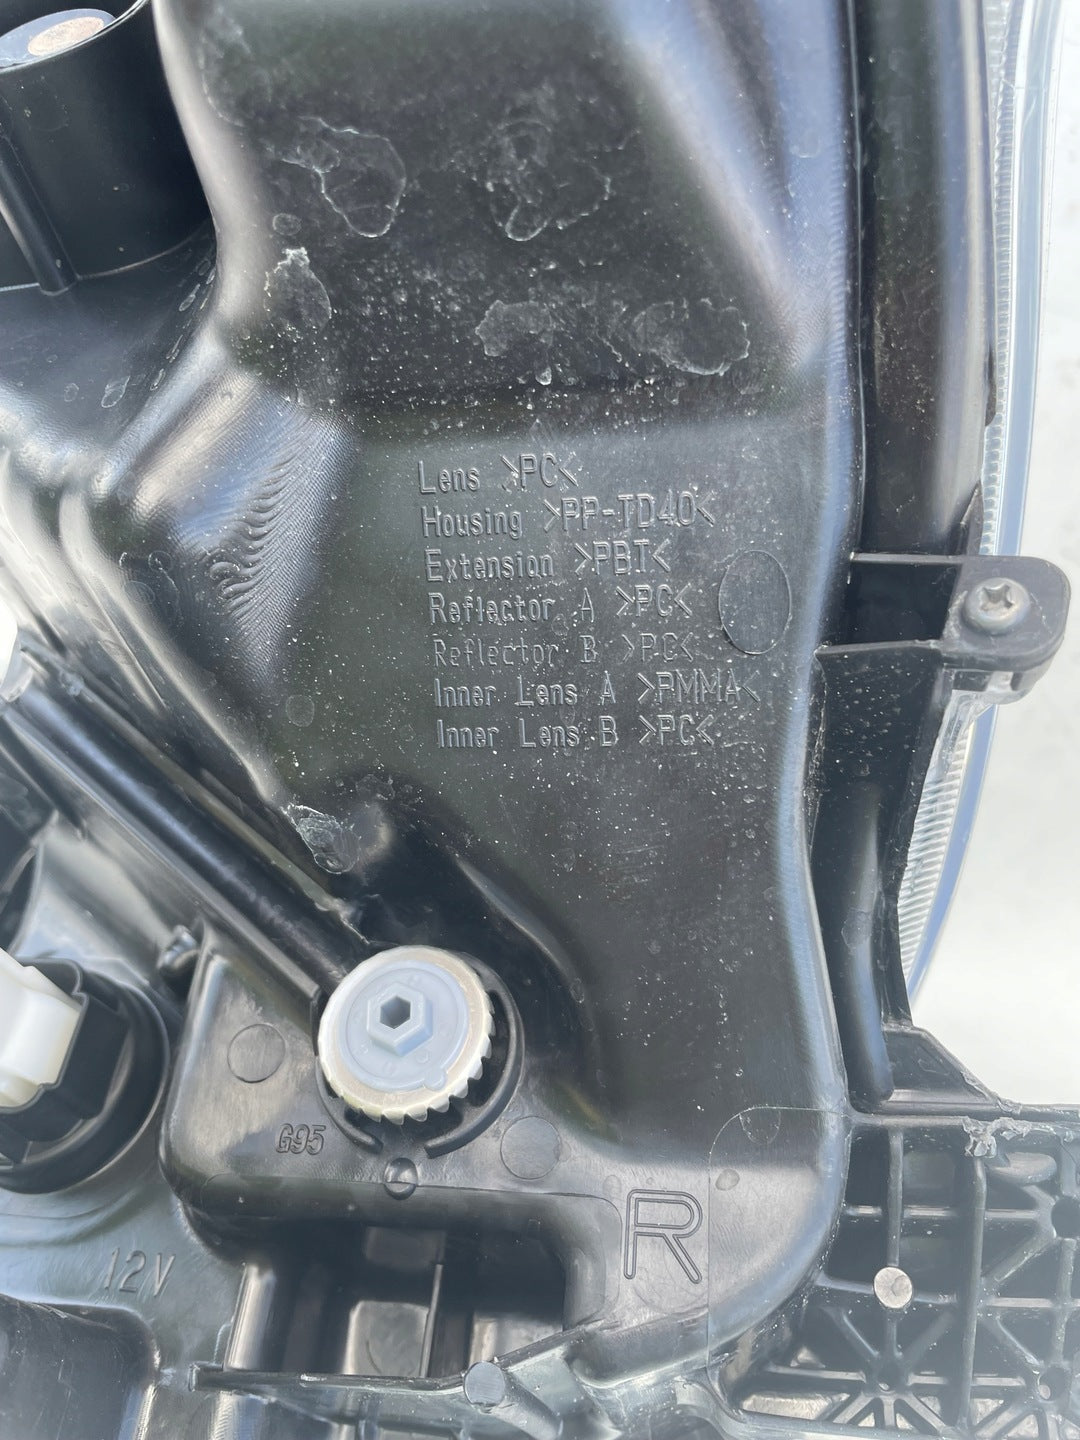 Lens >PC<
Housing >PP-TD40<
Extension >PBT<
Reflector A >PC<
Reflector B >PC<
Inner Lens A >PMMA<
Inner Lens B >PC<
G95
R
12V